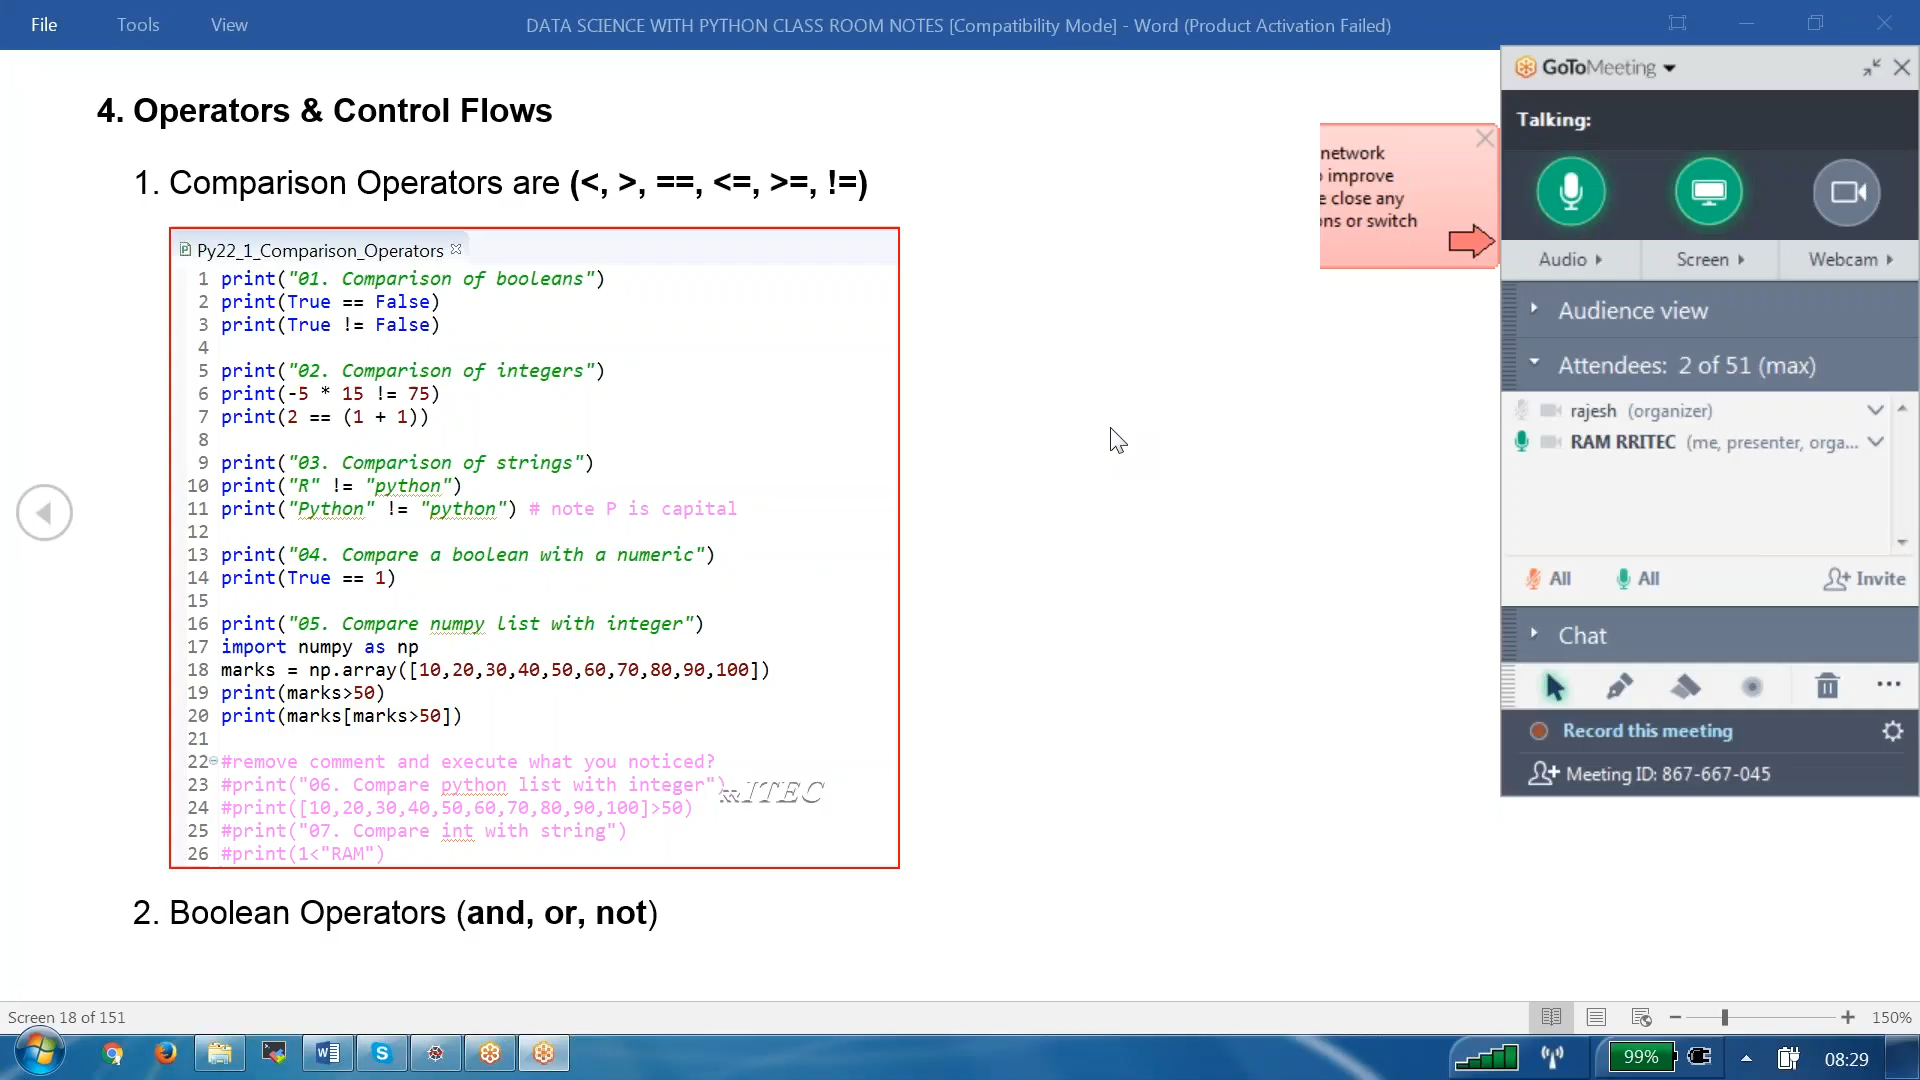 File
Tools
View
DATA SCIENCE WITH PYTHON CLASS ROOM NOTES [Compatibility Mode] - Word (Product Activation Failed)
4. Operators & Control Flows
1. Comparison Operators are (<, >, ==, <=, >=, !=)
Py22_1_Comparison_Operators
1 print("01. Comparison of booleans")
2 print(True == False)
3 print(True != False)
4
5 print("02. Comparison of integers")
6 print(-5 * 15 != 75)
7 print(2 == (1 + 1))
8
9 print("03. Comparison of strings")
10 print("R" != "python")
11 print("Python" != "python") # note P is capital
12
13 print("04. Compare a boolean with a numeric")
14 print(True == 1)
15
16 print("05. Compare numpy list with integer")
17 import numpy as np
18 marks = np.array([10,20,30,40,50,60,70,80,90,100])
19 print(marks>50)
20 print(marks[marks>50])
21
22 #remove comment and execute what you noticed?
23 #print("06. Compare python list with integer")
24 #print([10,20,30,40,50,60,70,80,90,100]>50)
25 #print("07. Compare int with string")
26 #print(1<"RAM")
ITEC
2. Boolean Operators (and, or, not)
network
improve
e close any
ns or switch
GoToMeeting
Talking:
Audio
Screen
Webcam
Audience view
Attendees: 2 of 51 (max)
rajesh (organizer)
RAM RRITEC (me, presenter, orga...
All
All
Invite
Chat
Record this meeting
Meeting ID: 867-667-045
Screen 18 of 151
150%
99%
08:29